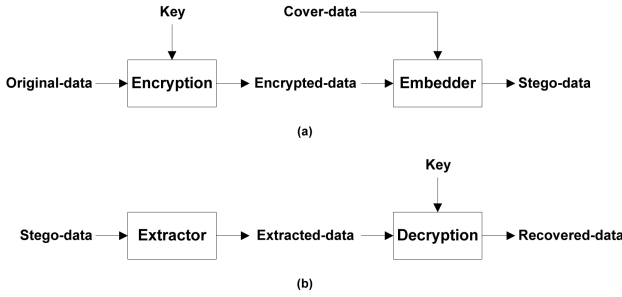 Key Cover-data
Original-data Encryption Encrypted-data Embedder Stego-data
(a)
Key
Stego-data Extractor Extracted-data Decryption Recovered-data
(b)